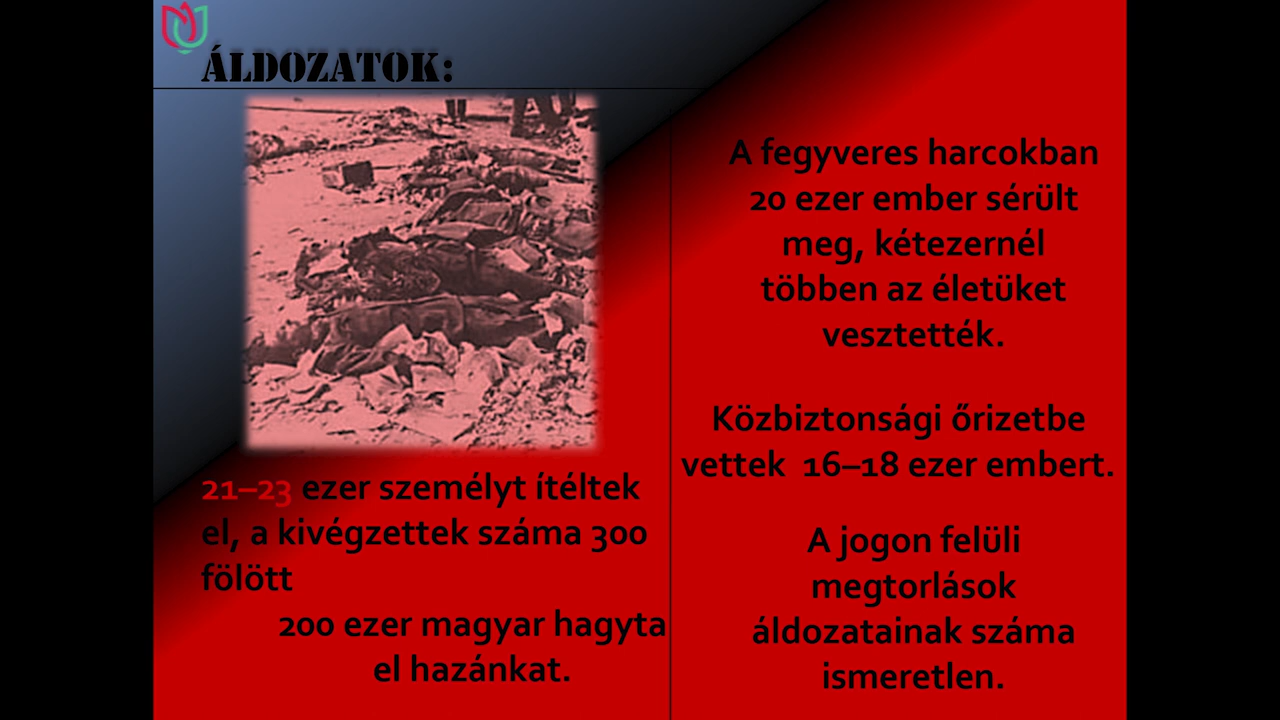 ÁLDOZATOK:
21–23 ezer személyt ítéltek
el, a kivégzettek száma 300
fölött
200 ezer magyar hagyta
el hazánkat.
A fegyveres harcokban
20 ezer ember sérült
meg, kétezernél
többen az életüket
vesztették.
Közbiztonsági őrizetbe
vettek 16–18 ezer embert.
A jogon felüli
megtorlások
áldozatainak száma
ismeretlen.